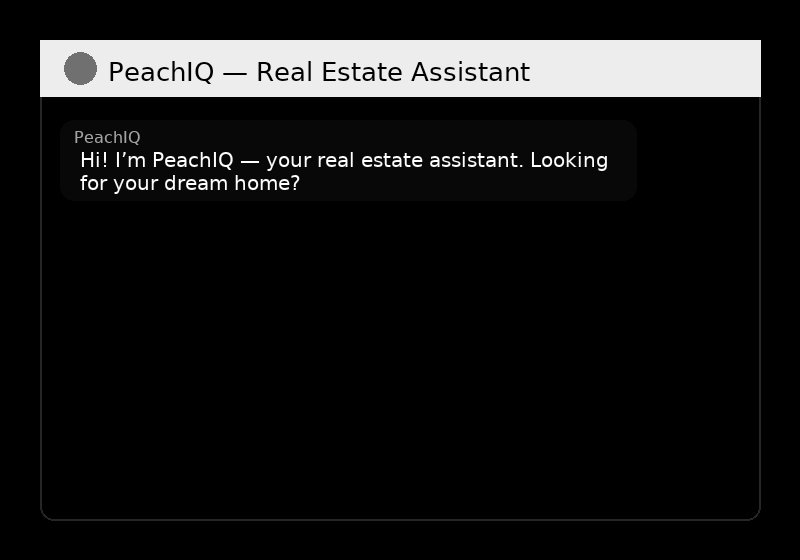 PeachIQ — Real Estate Assistant
PeachIQ
Hi! I’m PeachIQ — your real estate assistant. Looking
for your dream home?